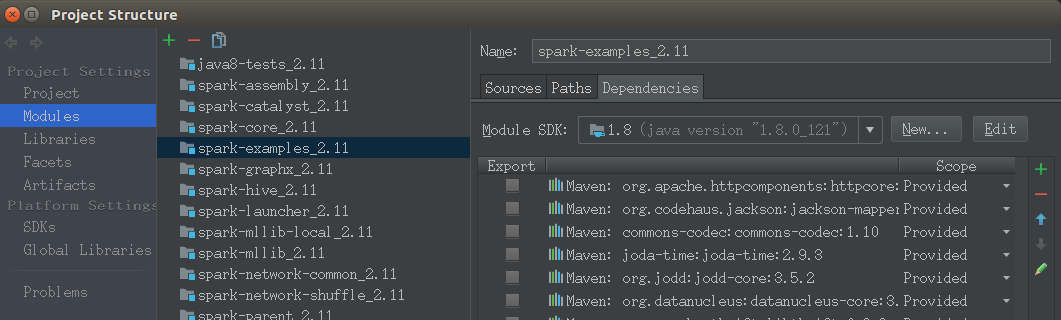 Project Structure
Project Settings
Project
Modules
Libraries
Facets
Artifacts
Platform Settings
SDKs
Global Libraries
Problems
java8-tests_2.11
spark-assembly_2.11
spark-catalyst_2.11
spark-core_2.11
spark-examples_2.11
spark-graphx_2.11
spark-hive_2.11
spark-launcher_2.11
spark-mllib-local_2.11
spark-mllib_2.11
spark-network-common_2.11
spark-network-shuffle_2.11
spark-parent_2.11
Name: spark-examples_2.11
Sources Paths Dependencies
Module SDK: 1.8 (java version "1.8.0_121") New... Edit
Export Scope
Maven: org.apache.httpcomponents:httpcore: Provided
Maven: org.codehaus.jackson:jackson-mappe Provided
Maven: commons-codec:commons-codec:1.10 Provided
Maven: joda-time:joda-time:2.9.3 Provided
Maven: org.jodd:jodd-core:3.5.2 Provided
Maven: org.datanucleus:datanucleus-core:3. Provided